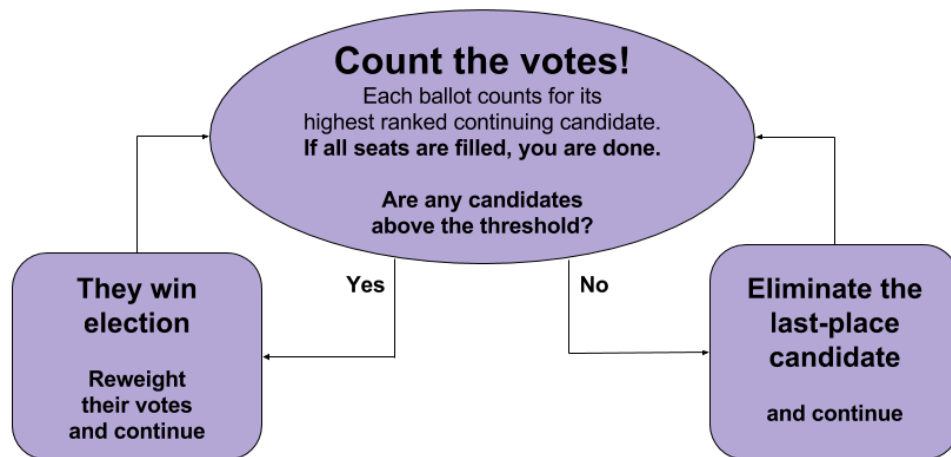 Count the votes!
Each ballot counts for its
highest ranked continuing candidate.
If all seats are filled, you are done.
Are any candidates
above the threshold?
Yes
No
They win
election
Reweight
their votes
and continue
Eliminate the
last-place
candidate
and continue